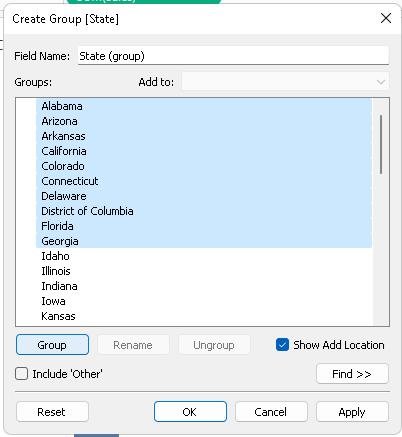 Create Group [State]
Field Name: State (group)
Groups: Add to:
Alabama
Arizona
Arkansas
California
Colorado
Connecticut
Delaware
District of Columbia
Florida
Georgia
Idaho
Illinois
Indiana
Iowa
Kansas
Group Rename Ungroup Show Add Location
Include 'Other' Find >>
Reset OK Cancel Apply